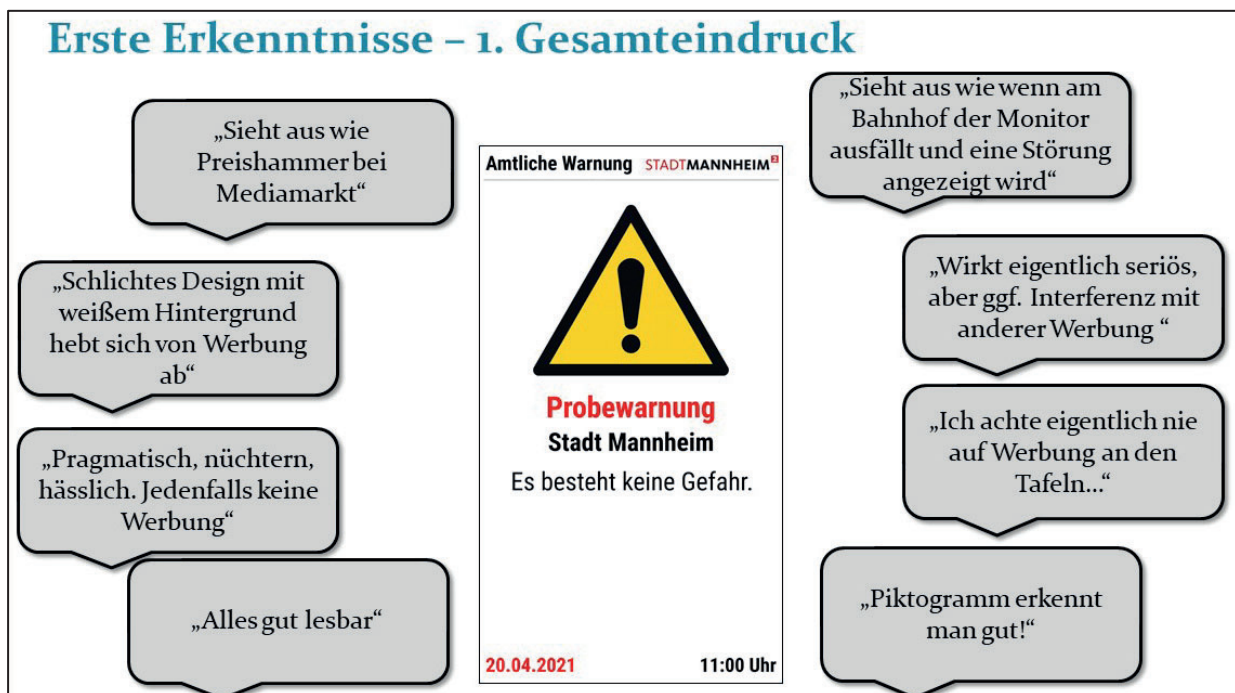 Erste Erkenntnisse – 1. Gesamteindruck
„Sieht aus wie
Preishammer bei
Mediamarkt“
„Schlichtes Design mit
weißem Hintergrund
hebt sich von Werbung
ab“
„Pragmatisch, nüchtern,
hässlich. Jedenfalls keine
Werbung“
„Alles gut lesbar“
Amtliche Warnung STADTMANNHEIM²
Probewarnung
Stadt Mannheim
Es besteht keine Gefahr.
20.04.2021 11:00 Uhr
„Sieht aus wie wenn am
Bahnhof der Monitor
ausfällt und eine Störung
angezeigt wird“
„Wirkt eigentlich seriös,
aber ggf. Interferenz mit
anderer Werbung “
„Ich achte eigentlich nie
auf Werbung an den
Tafeln...“
„Piktogramm erkennt
man gut!“